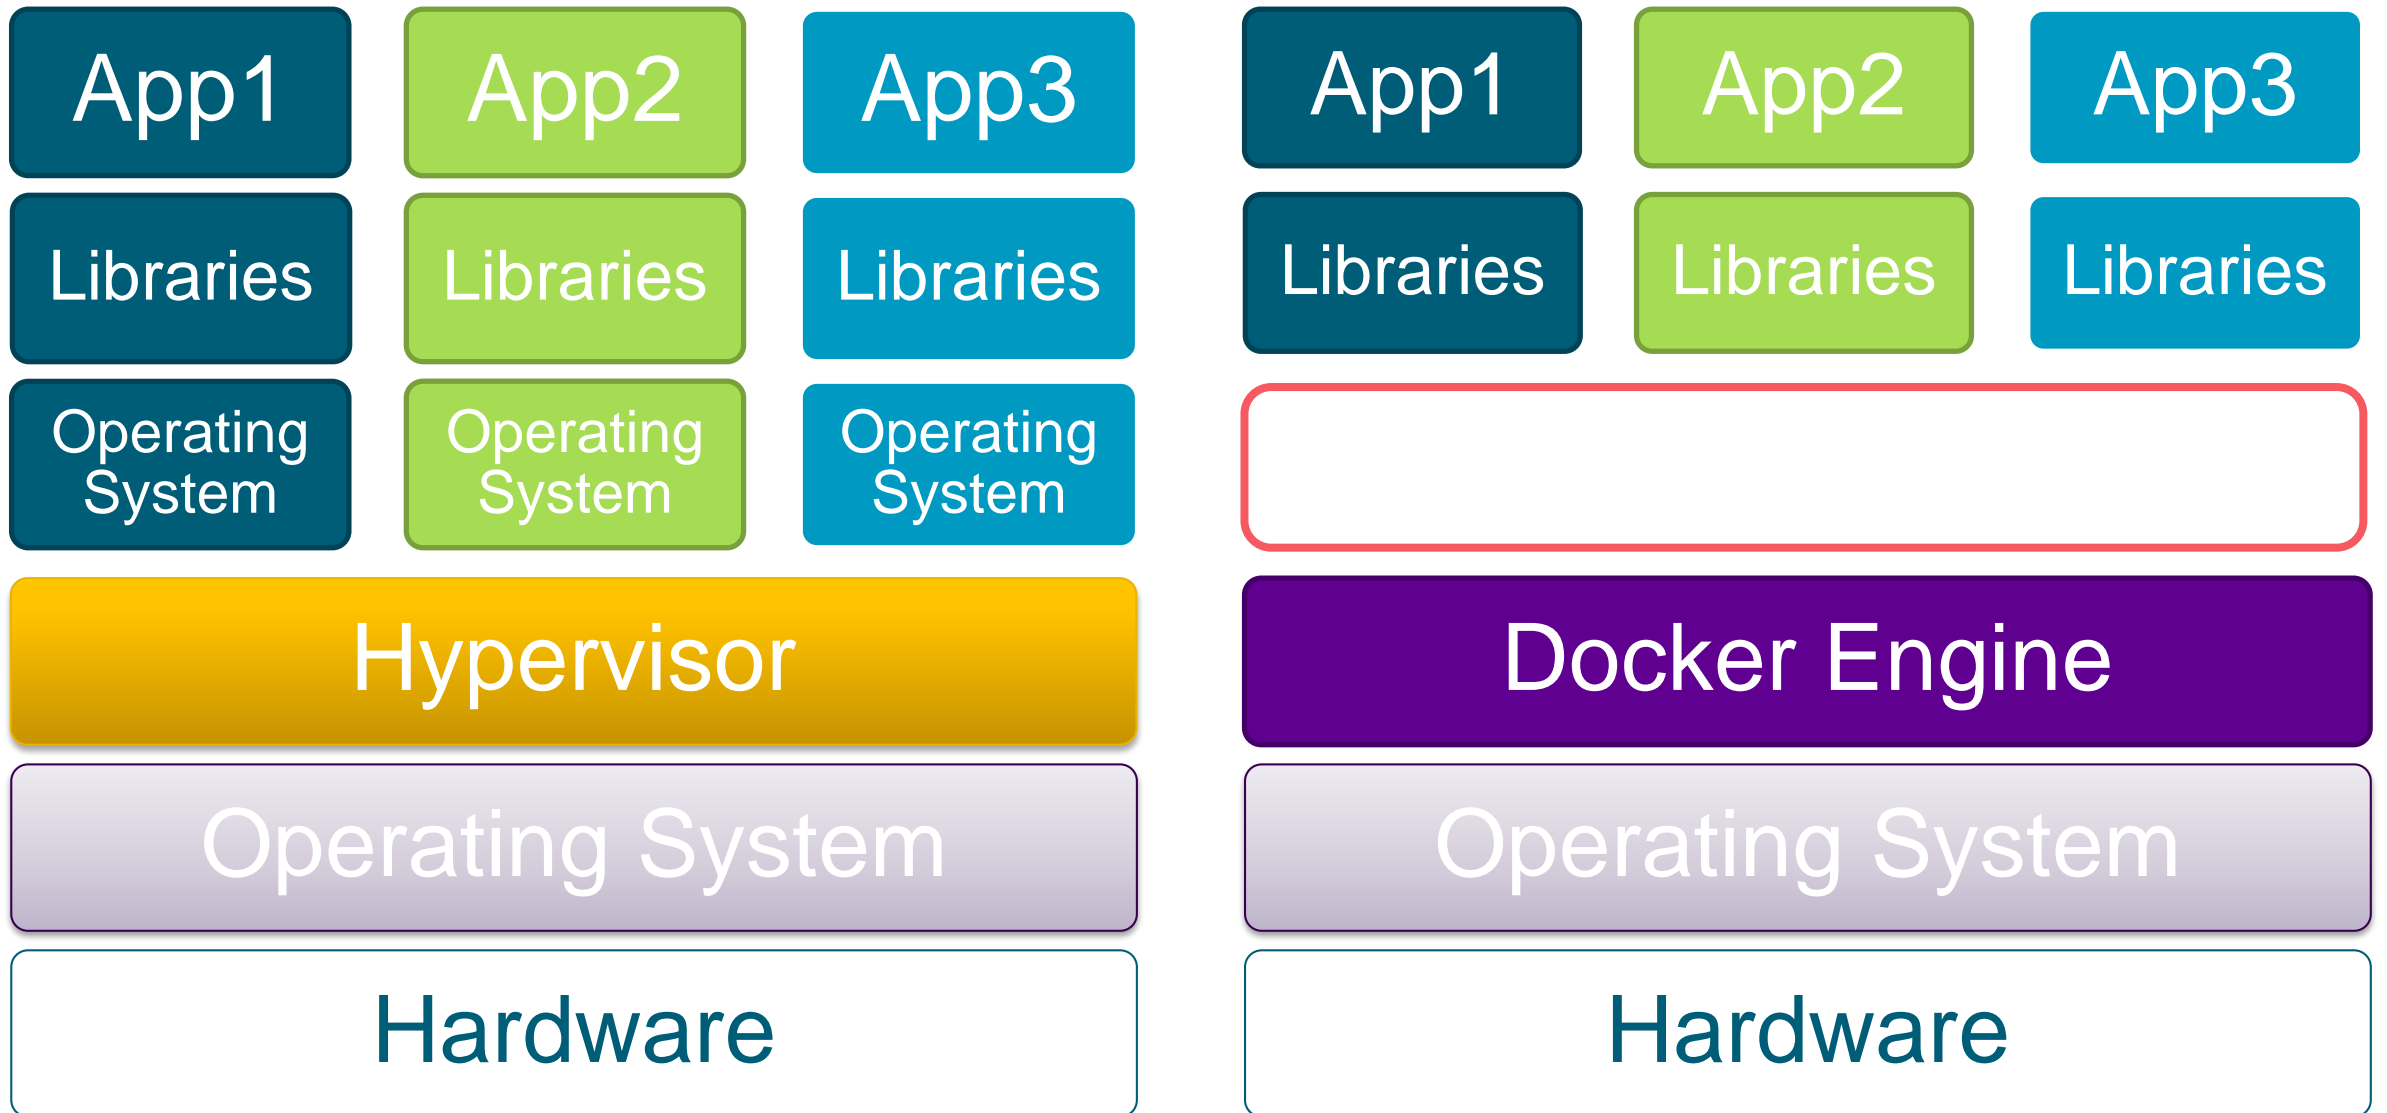 App1 App2 App3
Libraries Libraries Libraries
Operating Operating Operating
System System System
Hypervisor
Operating System
Hardware
App1 App2 App3
Libraries Libraries Libraries
Docker Engine
Operating System
Hardware